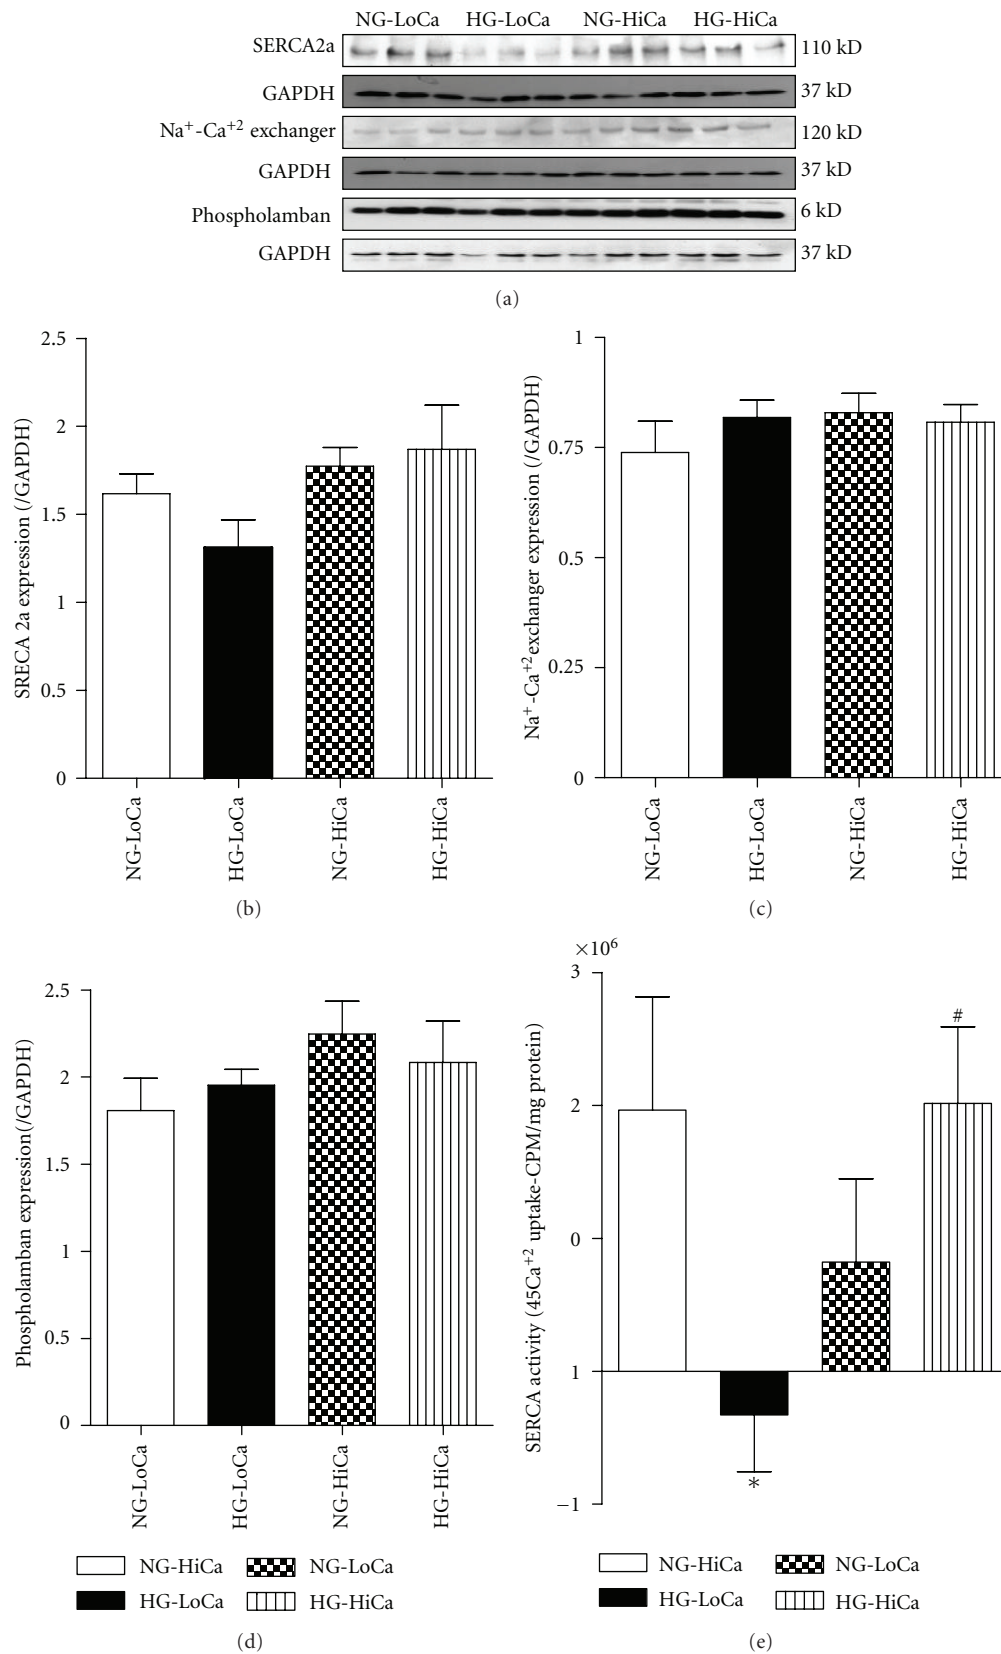 NG-LoCa HG-LoCa NG-HiCa HG-HiCa
SERCA2a 110 kD
GAPDH 37 kD
Na⁺-Ca⁺² exchanger 120 kD
GAPDH 37 kD
Phospholamban 6 kD
GAPDH 37 kD
(a)
SRECA 2a expression (/GAPDH)
2.5
2
1.5
1
0.5
0
NG-LoCa
HG-LoCa
NG-HiCa
HG-HiCa
(b)
Na⁺-Ca⁺² exchanger expression (/GAPDH)
1
0.75
0.5
0.25
0
NG-LoCa
HG-LoCa
NG-HiCa
HG-HiCa
(c)
Phospholamban expression(/GAPDH)
2.5
2
1.5
1
0.5
0
NG-LoCa
HG-LoCa
NG-HiCa
HG-HiCa
NG-HiCa NG-LoCa
HG-LoCa HG-HiCa
(d)
×10⁶
SERCA activity (45Ca⁺² uptake-CPM/mg protein)
3
2
0
1
−1
#
*
NG-HiCa NG-LoCa
HG-LoCa HG-HiCa
(e)